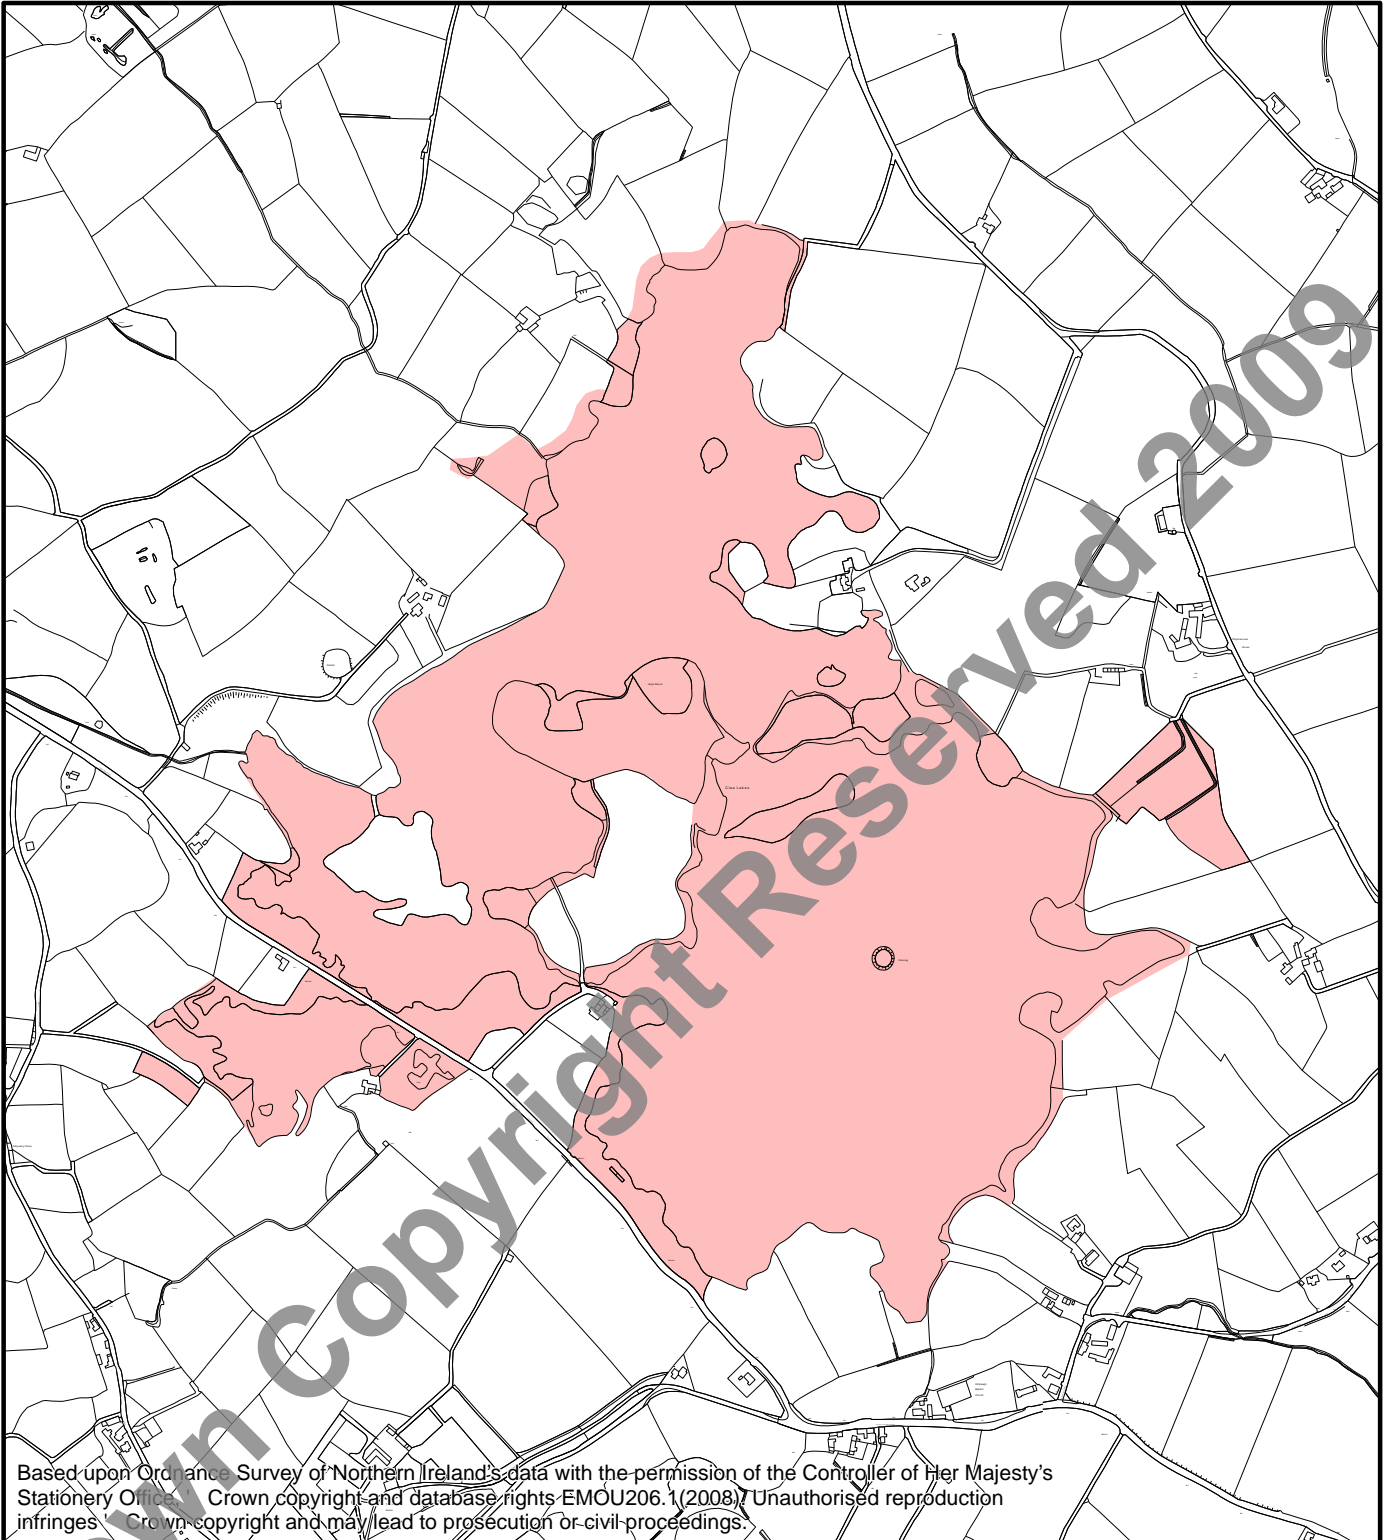 Clea Lakes
Crown Copyright Reserved 2009
Based upon Ordnance Survey of Northern Ireland's data with the permission of the Controller of Her Majesty's
Stationery Office, ' Crown copyright and database rights EMOU206.1(2008)! Unauthorised reproduction
infringes ' Crown copyright and may lead to prosecution or civil proceedings.